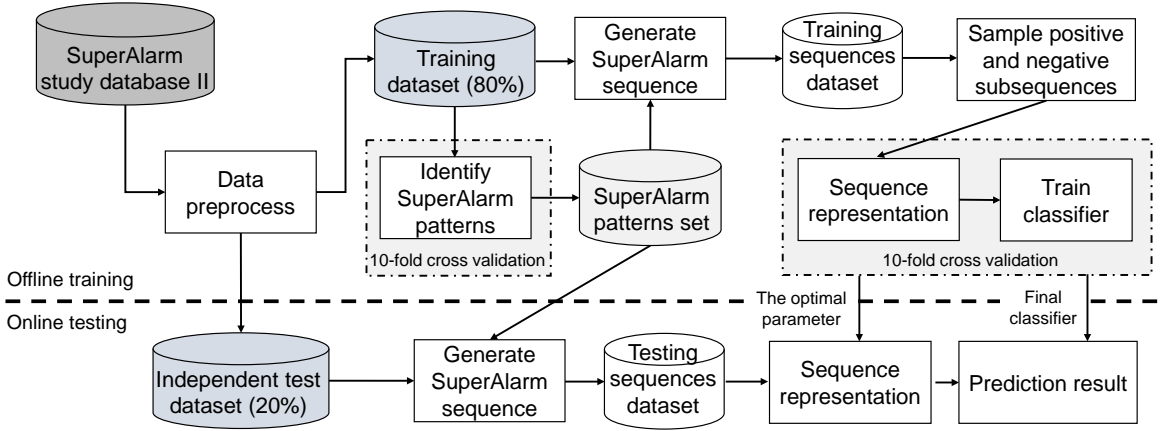 SuperAlarm
study database II
Training
dataset (80%)
Generate
SuperAlarm
sequence
Training
sequences
dataset
Sample positive
and negative
subsequences
Data
preprocess
Identify
SuperAlarm
patterns
10-fold cross validation
SuperAlarm
patterns set
Sequence
representation
Train
classifier
10-fold cross validation
Offline training
Online testing
The optimal
parameter
Final
classifier
Independent test
dataset (20%)
Generate
SuperAlarm
sequence
Testing
sequences
dataset
Sequence
representation
Prediction result